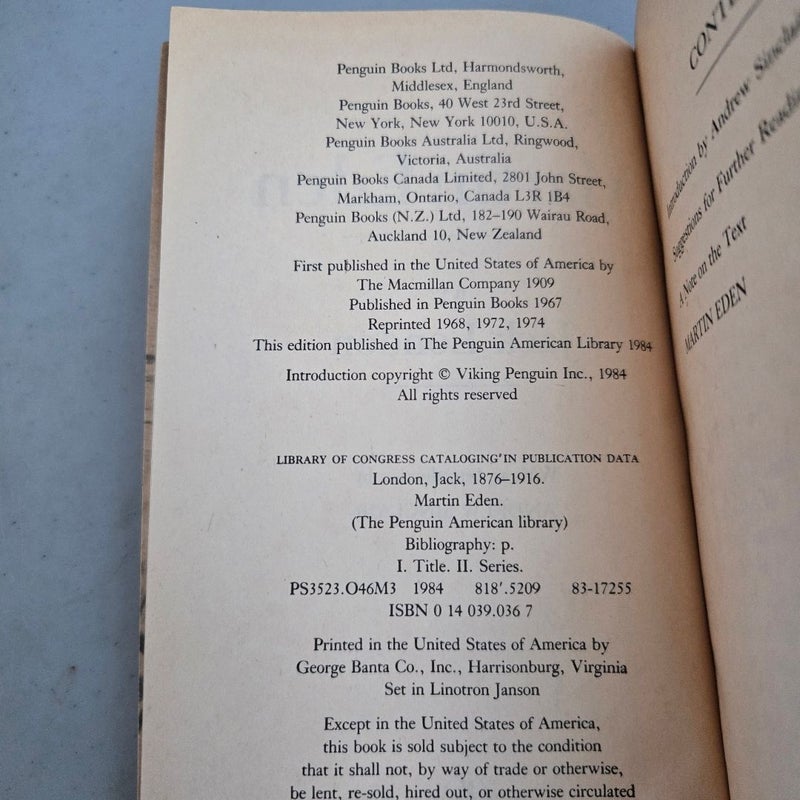 Penguin Books Ltd, Harmondsworth,
Middlesex, England
Penguin Books, 40 West 23rd Street,
New York, New York 10010, U.S.A.
Penguin Books Australia Ltd, Ringwood,
Victoria, Australia
Penguin Books Canada Limited, 2801 John Street,
Markham, Ontario, Canada L3R 1B4
Penguin Books (N.Z.) Ltd, 182–190 Wairau Road,
Auckland 10, New Zealand
First published in the United States of America by
The Macmillan Company 1909
Published in Penguin Books 1967
Reprinted 1968, 1972, 1974
This edition published in The Penguin American Library 1984
Introduction copyright © Viking Penguin Inc., 1984
All rights reserved
LIBRARY OF CONGRESS CATALOGING IN PUBLICATION DATA
London, Jack, 1876–1916.
Martin Eden.
(The Penguin American library)
Bibliography: p.
I. Title. II. Series.
PS3523.O46M3 1984 818′.5209 83-17255
ISBN 0 14 039.036 7
Printed in the United States of America by
George Banta Co., Inc., Harrisonburg, Virginia
Set in Linotron Janson
Except in the United States of America,
this book is sold subject to the condition
that it shall not, by way of trade or otherwise,
be lent, re-sold, hired out, or otherwise circulated
Introduction by Andrew
Suggestions for Further Reading
A Note on the Text
MARTIN EDEN